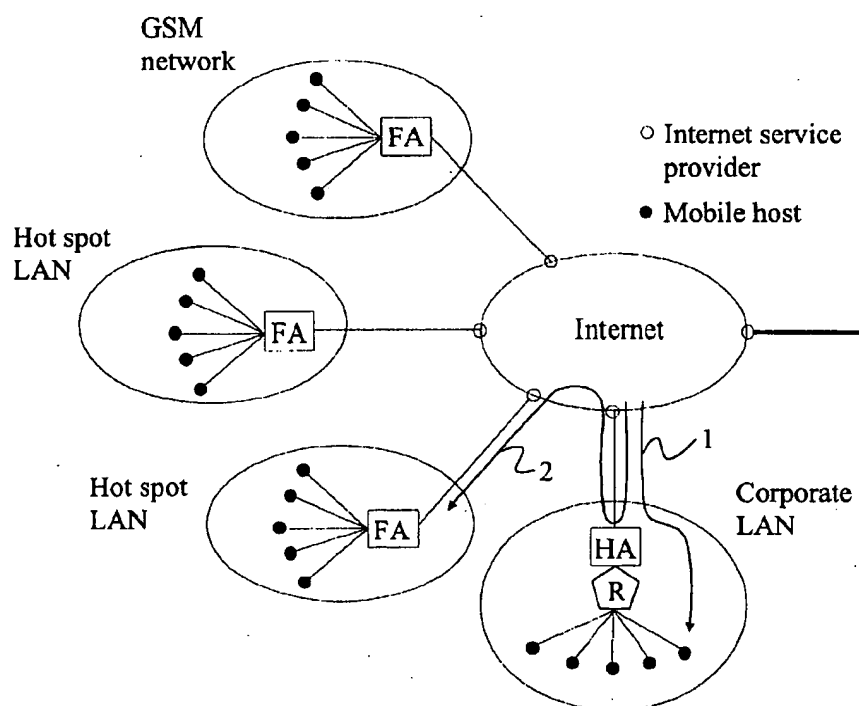 GSM
network
FA
Internet service
provider
Mobile host
Hot spot
LAN
FA
Internet
1
2
Hot spot
LAN
FA
Corporate
LAN
HA
R